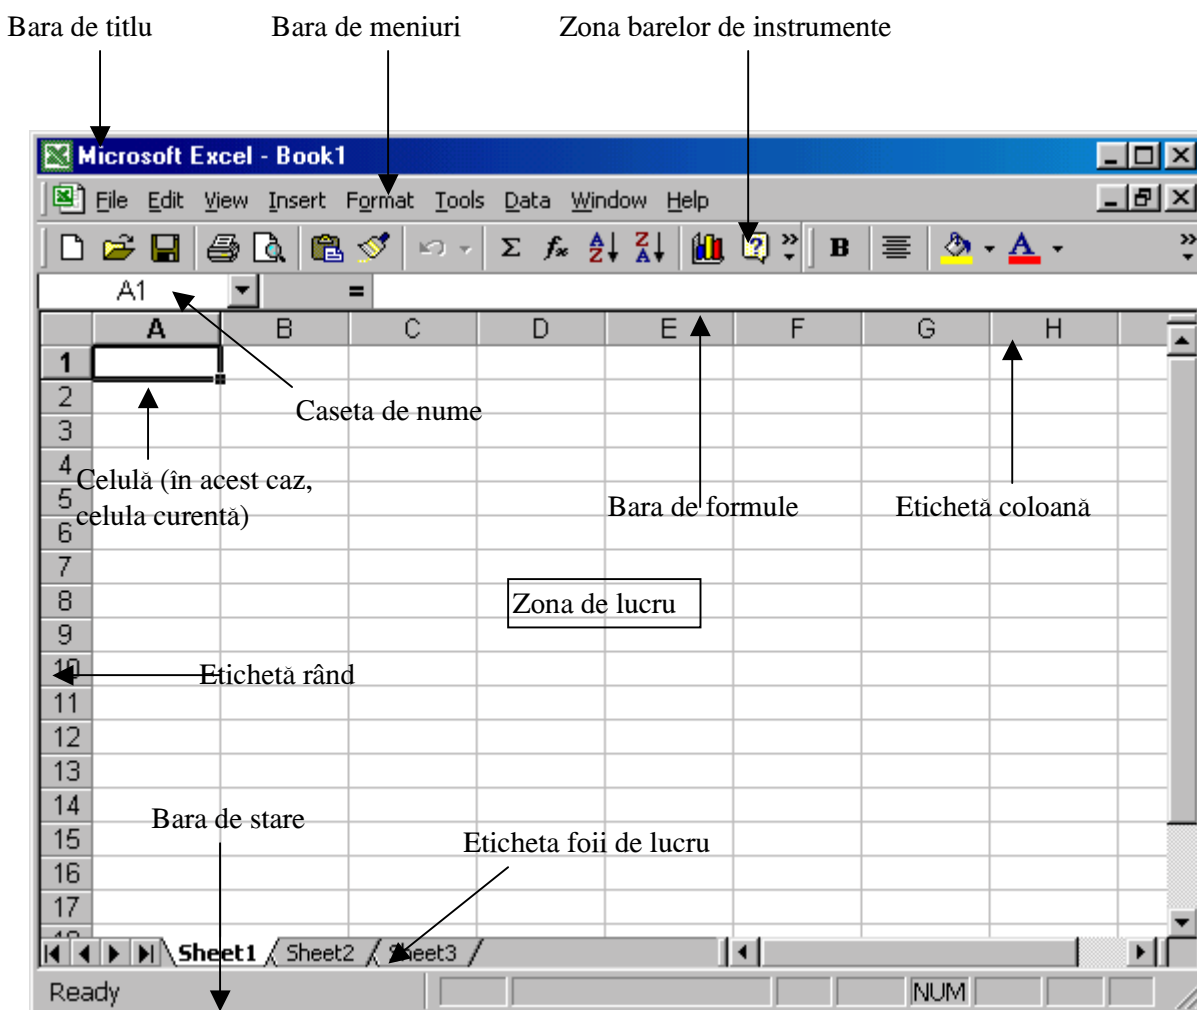 Bara de titlu Bara de meniuri Zona barelor de instrumente
Microsoft Excel - Book1
File Edit View Insert Format Tools Data Window Help
Σ fx A Z Z A ? B A
A1 =
A B C D E F G H
1
2
Caseta de nume
3
4
Celulă (în acest caz,
5
Bara de formule Etichetă coloană
celula curentă)
6
7
8
Zona de lucru
9
10
Etichetă rând
11
12
13
14
Bara de stare
15
Eticheta foii de lucru
16
17
18
Sheet1 Sheet2 Sheet3
Ready NUM